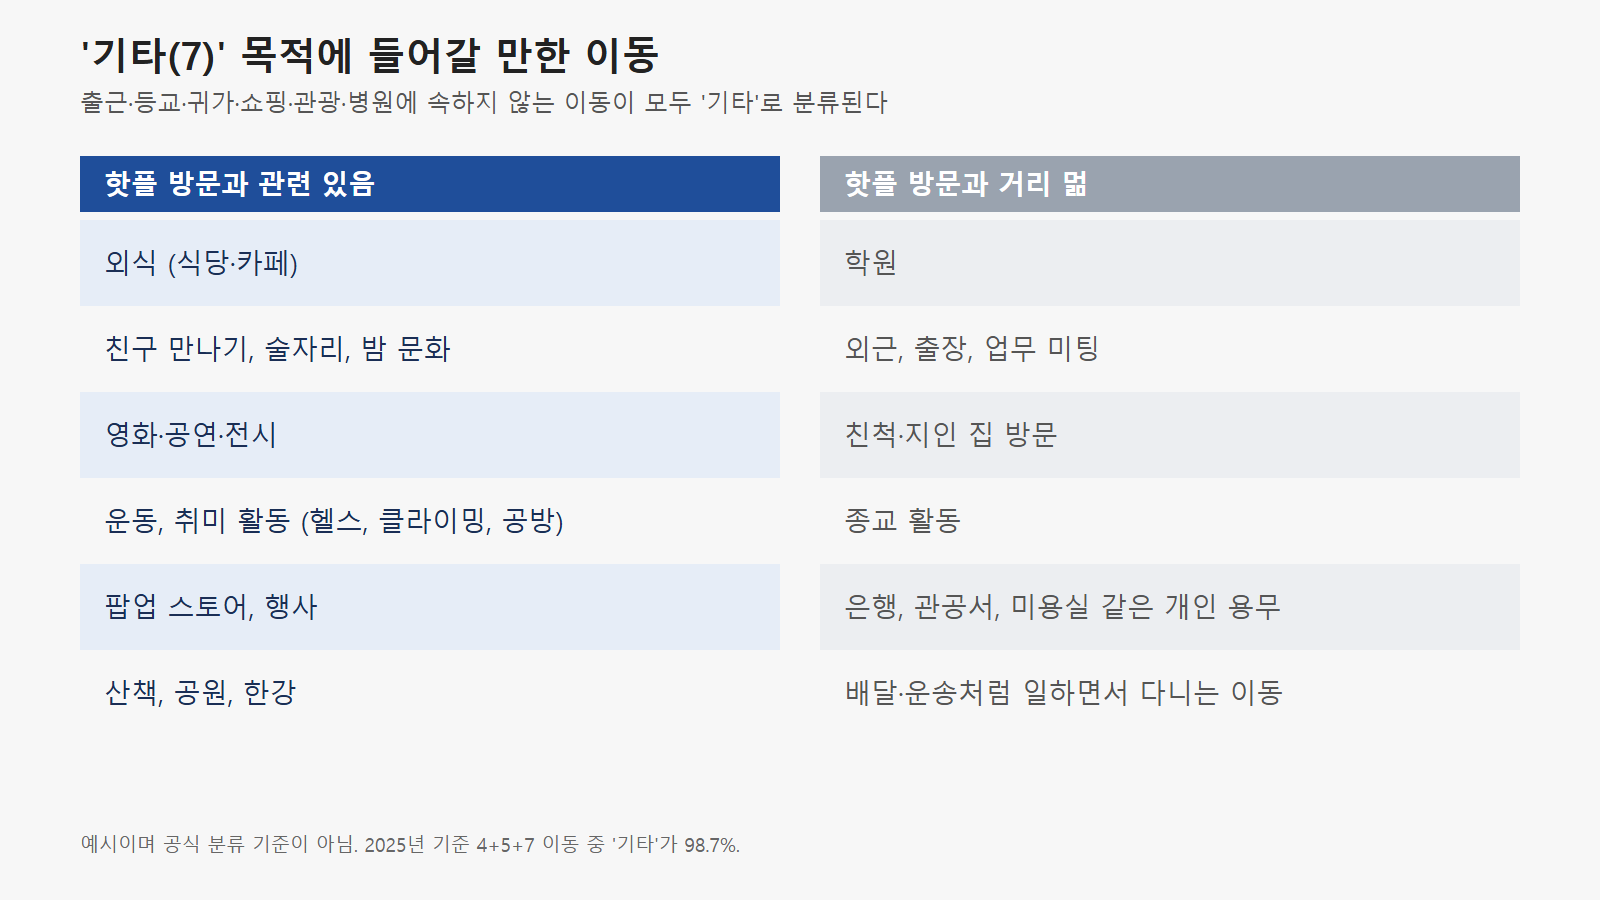 '기타(7)' 목적에 들어갈 만한 이동
출근·등교·귀가·쇼핑·관광·병원에 속하지 않는 이동이 모두 '기타'로 분류된다
핫플 방문과 관련 있음
외식 (식당·카페)
친구 만나기, 술자리, 밤 문화
영화·공연·전시
운동, 취미 활동 (헬스, 클라이밍, 공방)
팝업 스토어, 행사
산책, 공원, 한강
핫플 방문과 거리 멂
학원
외근, 출장, 업무 미팅
친척·지인 집 방문
종교 활동
은행, 관공서, 미용실 같은 개인 용무
배달·운송처럼 일하면서 다니는 이동
예시이며 공식 분류 기준이 아님. 2025년 기준 4+5+7 이동 중 '기타'가 98.7%.